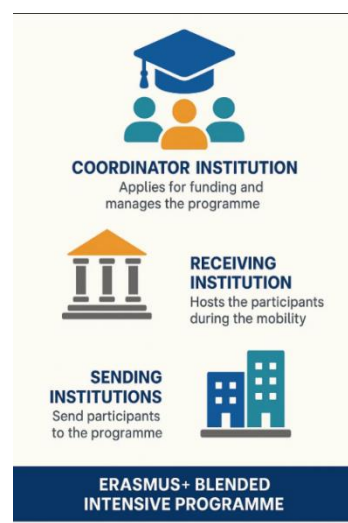 COORDINATOR INSTITUTION
Applies for funding and
manages the programme
RECEIVING
INSTITUTION
Hosts the participants
during the mobility
SENDING
INSTITUTIONS
Send participants
to the programme
ERASMUS+ BLENDED
INTENSIVE PROGRAMME